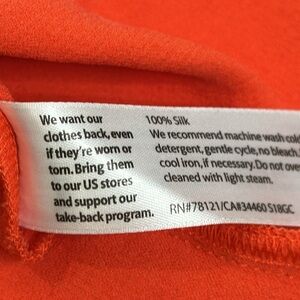 We want our
clothes back, even
if they're worn or
torn. Bring them
to our US stores
and support our
take-back program.
100% Silk
We recommend machine wash cold
detergent, gentle cycle, no bleach.
cool iron, if necessary. Do not over
cleaned with light steam.
RN#78121/CA#34460 S18GC